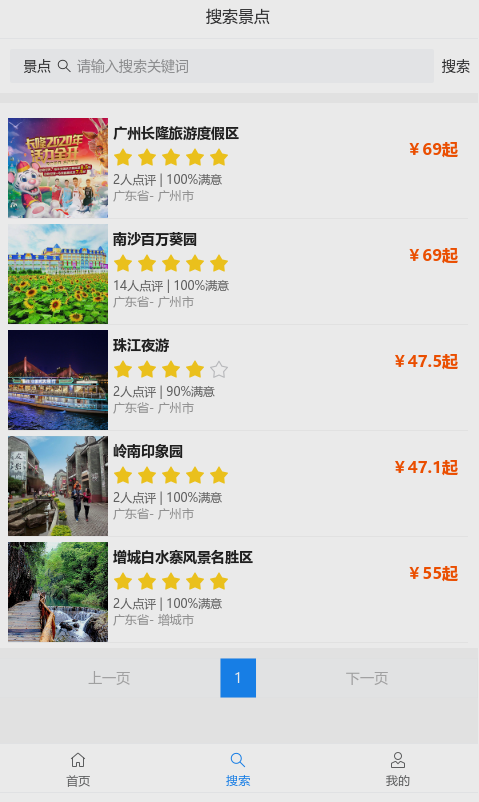 搜索景点
景点 请输入搜索关键词 搜索
长隆2020年
活力全开
广州长隆旅游度假区
￥69起
2人点评 | 100%满意
广东省- 广州市
南沙百万葵园
￥69起
14人点评 | 100%满意
广东省- 广州市
珠江夜游
￥47.5起
2人点评 | 90%满意
广东省- 广州市
岭南印象园
￥47.1起
2人点评 | 100%满意
广东省- 广州市
增城白水寨风景名胜区
￥55起
2人点评 | 100%满意
广东省- 增城市
上一页 1 下一页
首页 搜索 我的